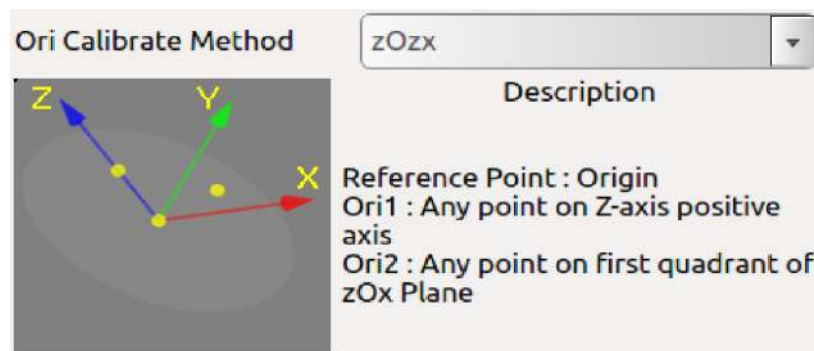 Ori Calibrate Method
zOzx
Z
Y
X
Description
Reference Point : Origin
Ori1 : Any point on Z-axis positive
axis
Ori2 : Any point on first quadrant of
zOx Plane